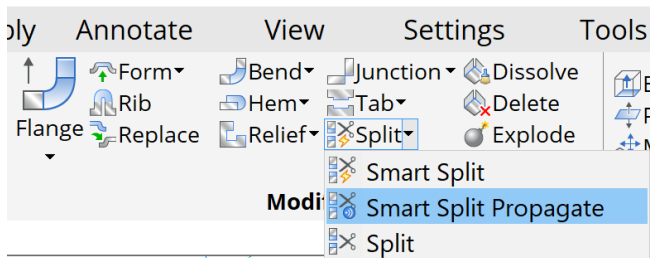 ply Annotate View Settings Tools
Form Bend Junction Dissolve
Rib Hem Tab Delete
Flange Replace Relief Split Explode
Smart Split
Smart Split Propagate
Split